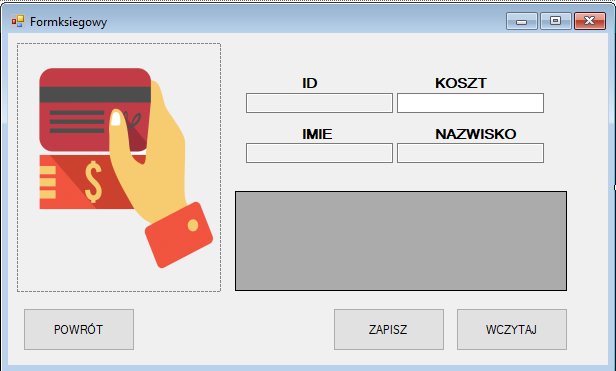 Formksiegowy
ID KOSZT
IMIE NAZWISKO
$
POWRÓT ZAPISZ WCZYTAJ